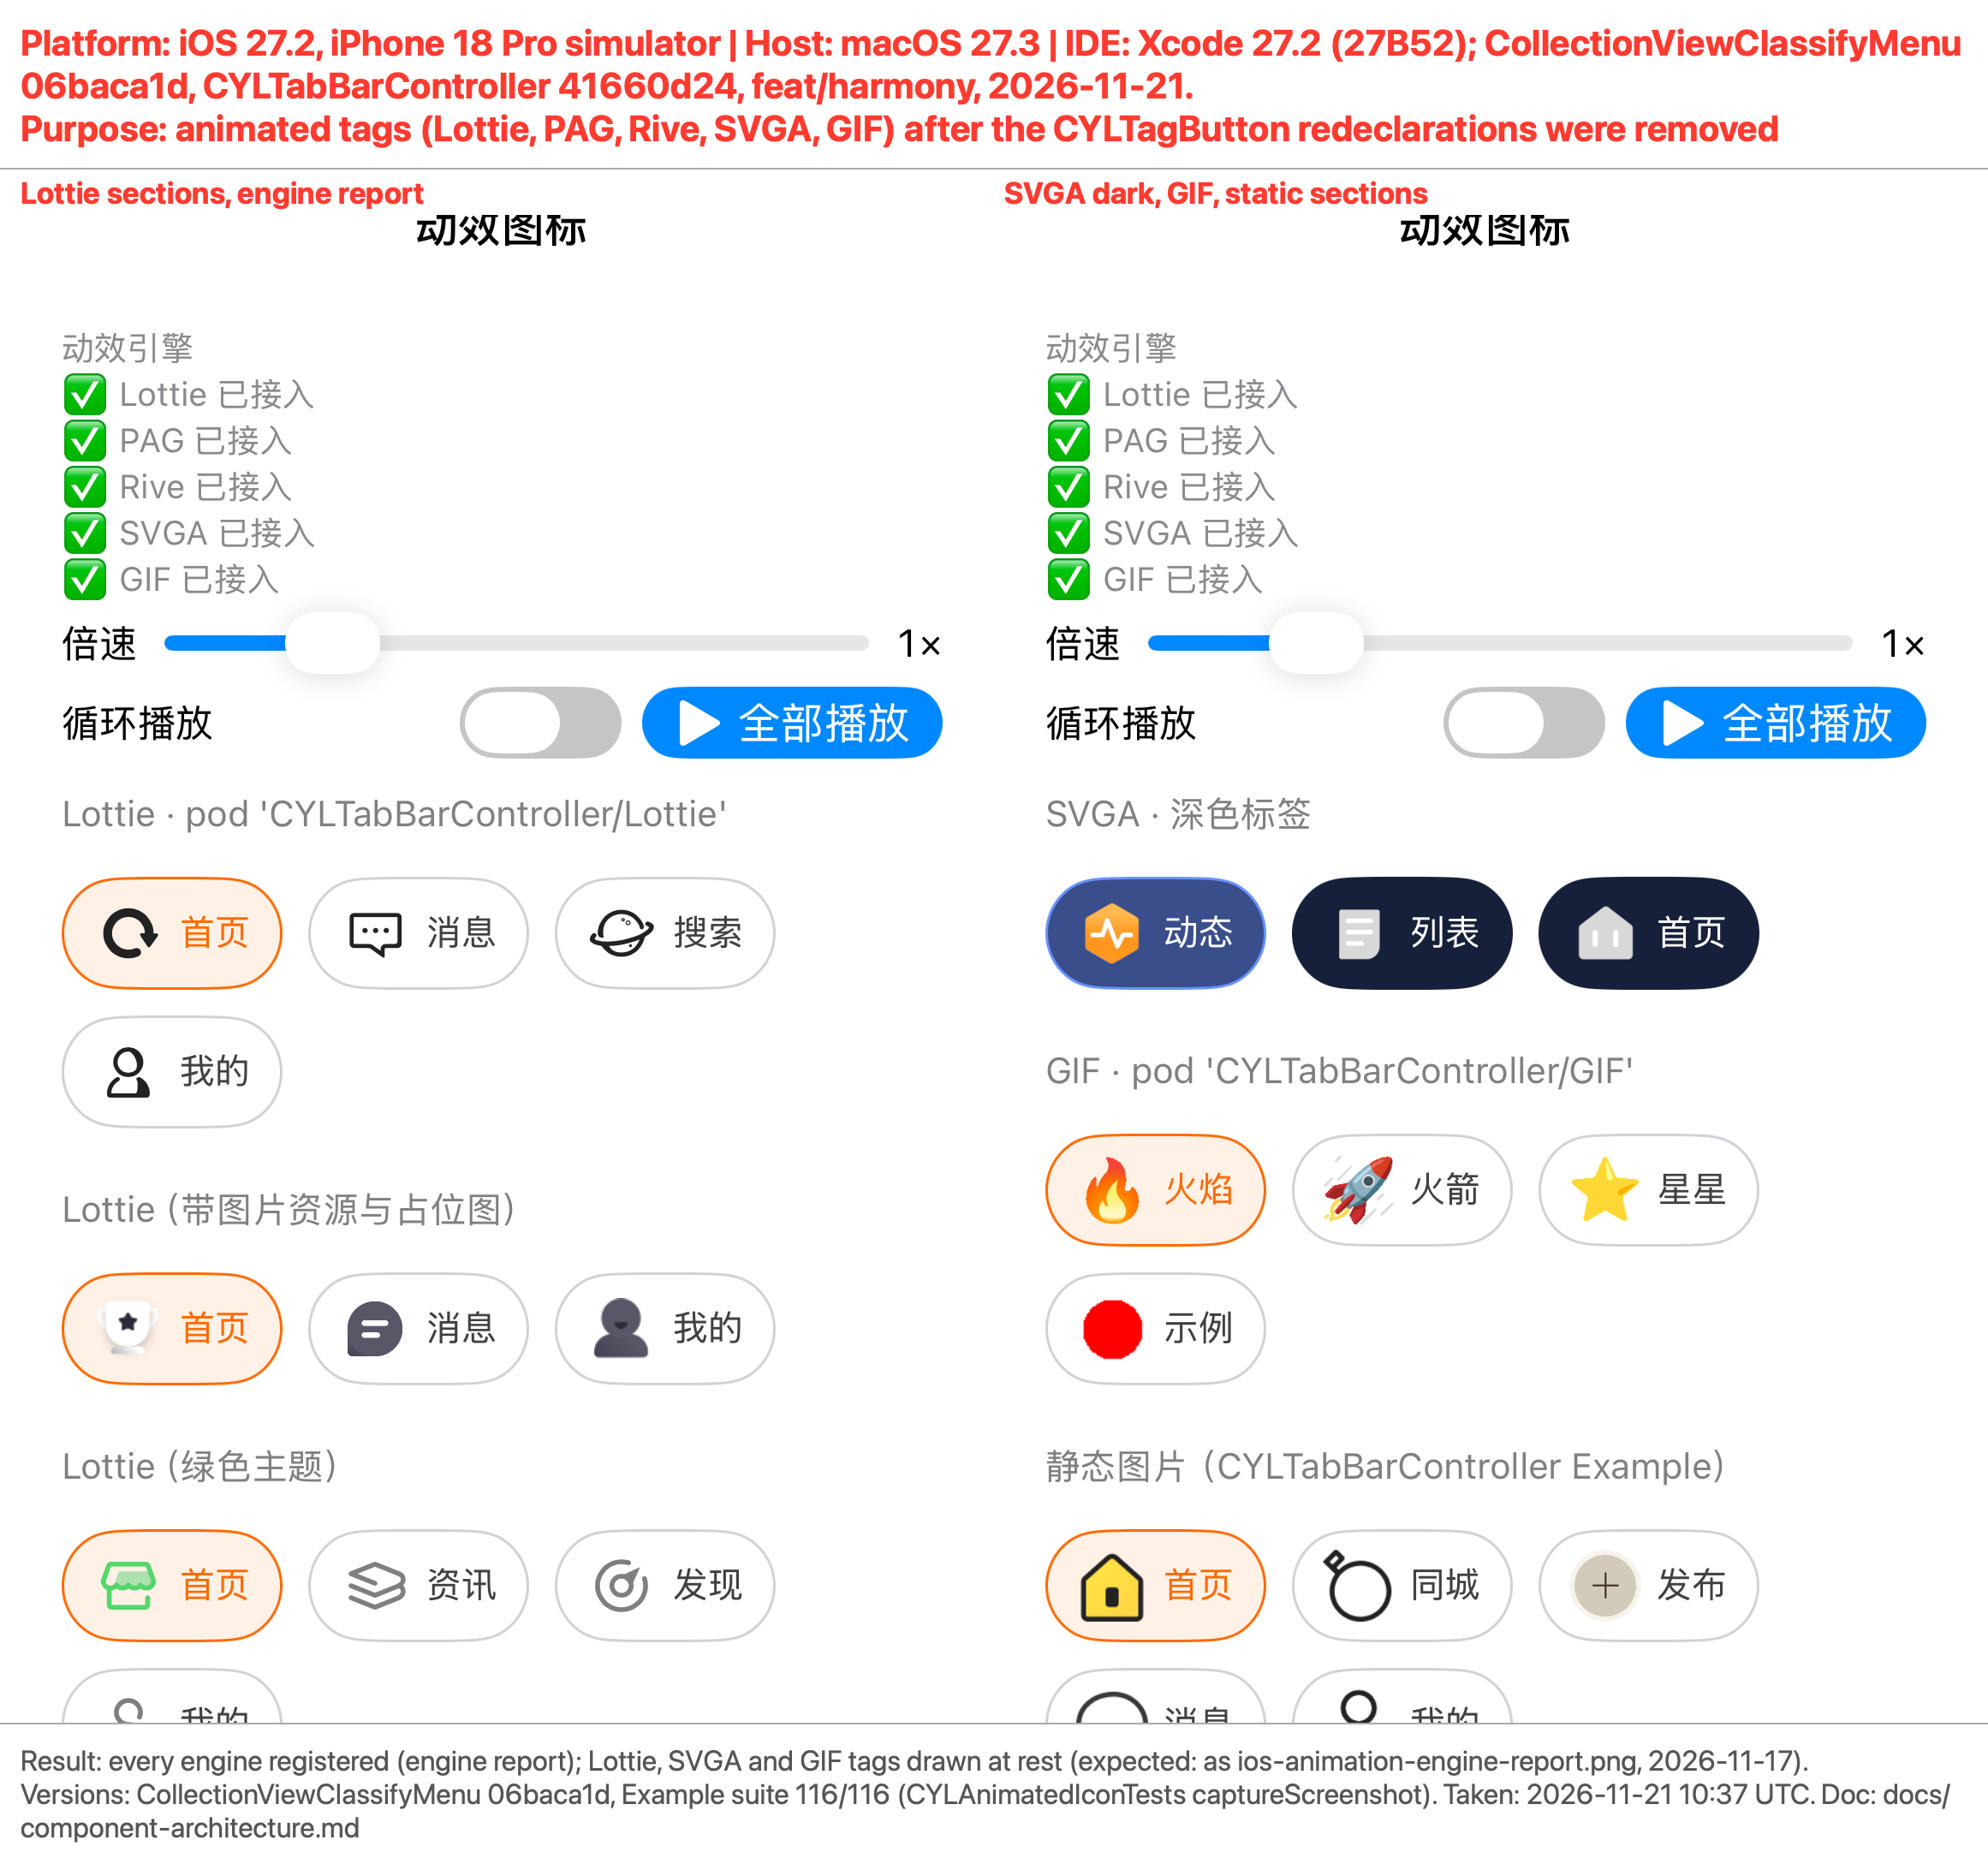 Platform: iOS 27.2, iPhone 18 Pro simulator | Host: macOS 27.3 | IDE: Xcode 27.2 (27B52); CollectionViewClassifyMenu
06baca1d, CYLTabBarController 41660d24, feat/harmony, 2026-11-21.
Purpose: animated tags (Lottie, PAG, Rive, SVGA, GIF) after the CYLTagButton redeclarations were removed
Lottie sections, engine report
动效图标
动效引擎
Lottie 已接入
PAG 已接入
Rive 已接入
SVGA 已接入
GIF 已接入
倍速 1×
循环播放 全部播放
Lottie · pod 'CYLTabBarController/Lottie'
首页 消息 搜索
我的
Lottie (带图片资源与占位图)
首页 消息 我的
Lottie (绿色主题)
首页 资讯 发现
我的
SVGA dark, GIF, static sections
动效图标
动效引擎
Lottie 已接入
PAG 已接入
Rive 已接入
SVGA 已接入
GIF 已接入
倍速 1×
循环播放 全部播放
SVGA · 深色标签
动态 列表 首页
GIF · pod 'CYLTabBarController/GIF'
火焰 火箭 星星
示例
静态图片 (CYLTabBarController Example)
首页 同城 发布
消息 我的
Result: every engine registered (engine report); Lottie, SVGA and GIF tags drawn at rest (expected: as ios-animation-engine-report.png, 2026-11-17).
Versions: CollectionViewClassifyMenu 06baca1d, Example suite 116/116 (CYLAnimatedIconTests captureScreenshot). Taken: 2026-11-21 10:37 UTC. Doc: docs/
component-architecture.md